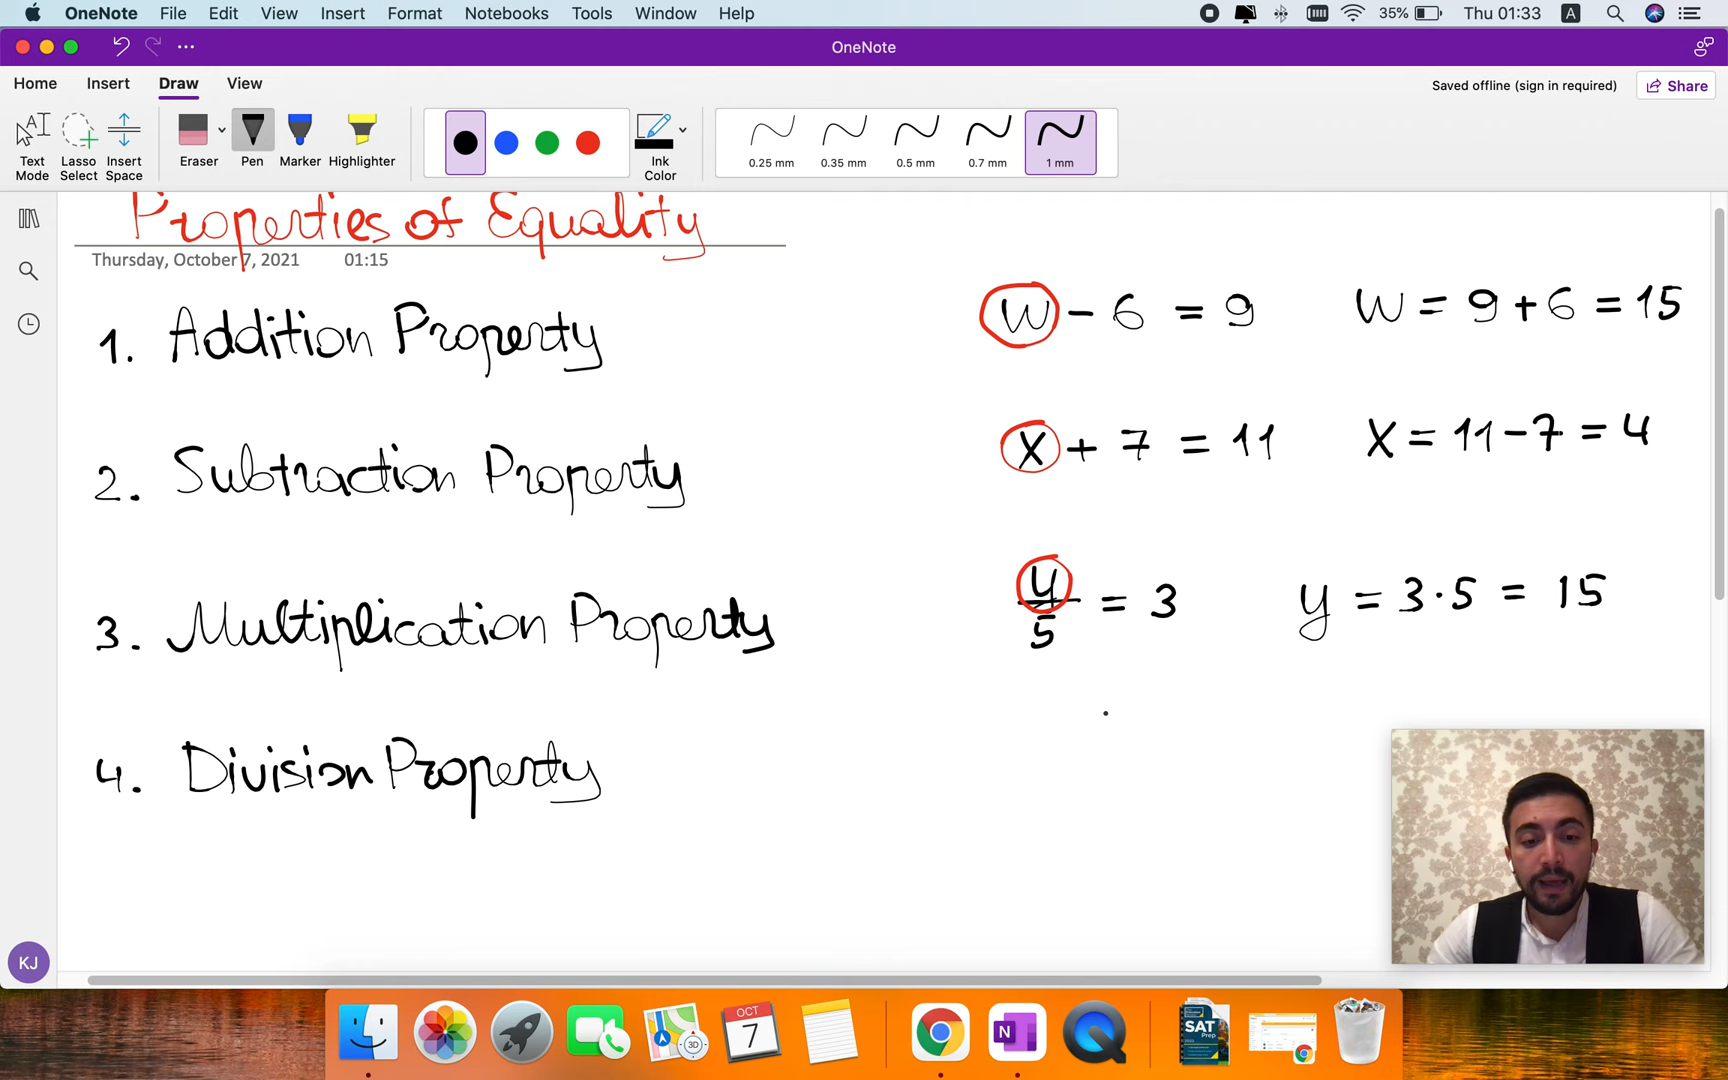 OneNote File Edit View Insert Format Notebooks Tools Window Help 35% Thu 01:33 A
OneNote
Home Insert Draw View Saved offline (sign in required) Share
Text Mode Lasso Select Insert Space Eraser Pen Marker Highlighter Ink Color 0.25 mm 0.35 mm 0.5 mm 0.7 mm 1 mm
Properties of Equality
Thursday, October 7, 2021 01:15
1. Addition Property w - 6 = 9 w = 9 + 6 = 15
2. Subtraction Property x + 7 = 11 x = 11 - 7 = 4
3. Multiplication Property y/5 = 3 y = 3 · 5 = 15
4. Division Property
KJ
OCT
7
3D
N
SAT
Prep